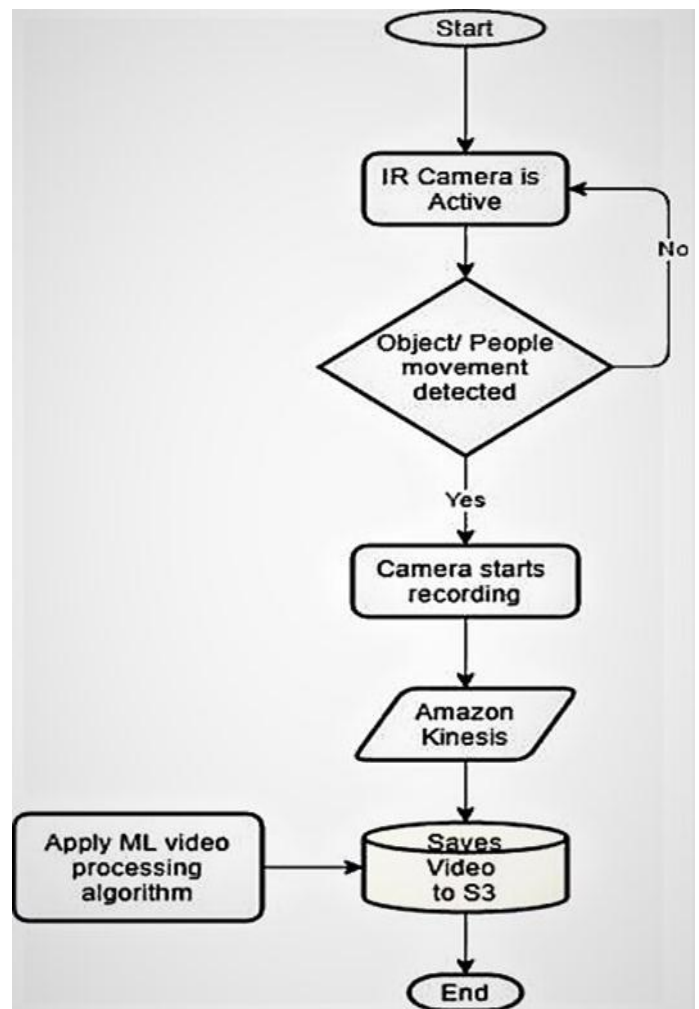 Start
IR Camera is
Active
No
Object/ People
movement
detected
Yes
Camera starts
recording
Amazon
Kinesis
Apply ML video
processing
algorithm
Saves
Video
to S3
End